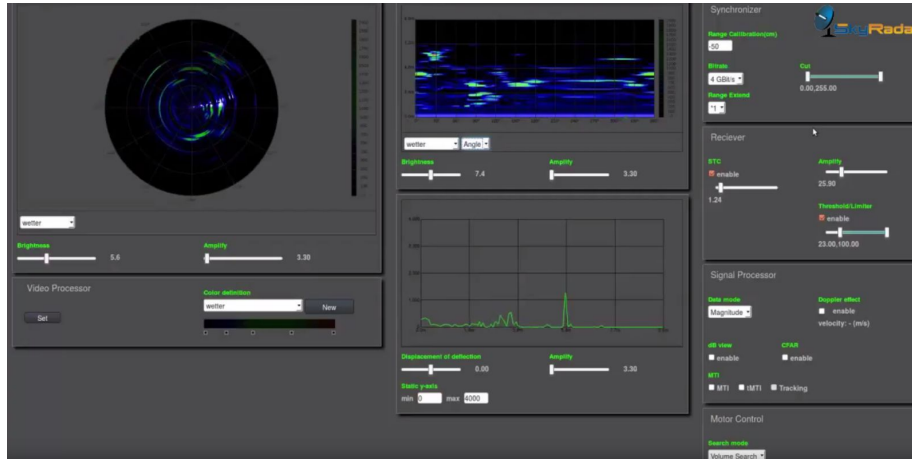 Synchronizer
SkyRada
Range Calibration(cm)
-50
Bitrate
Cut
4 GBit/s
0.00,255.00
Range Extend
*1
wetter
Angle
Brightness
Amplify
7.4
3.30
Reciever
STC
Amplify
enable
1.24
25.90
Threshold/Limiter
enable
23.00,100.00
wetter
Brightness
Amplify
5.6
3.30
Video Processor
Color definition
wetter
New
Set
Displacement of deflection
Amplify
0.00
3.30
Static y-axis
min 0 max 4000
Signal Processor
Data mode
Doppler effect
Magnitude
enable
velocity: - (m/s)
dB view
CFAR
enable
enable
MTI
MTI tMTI Tracking
Motor Control
Search mode
Volume Search